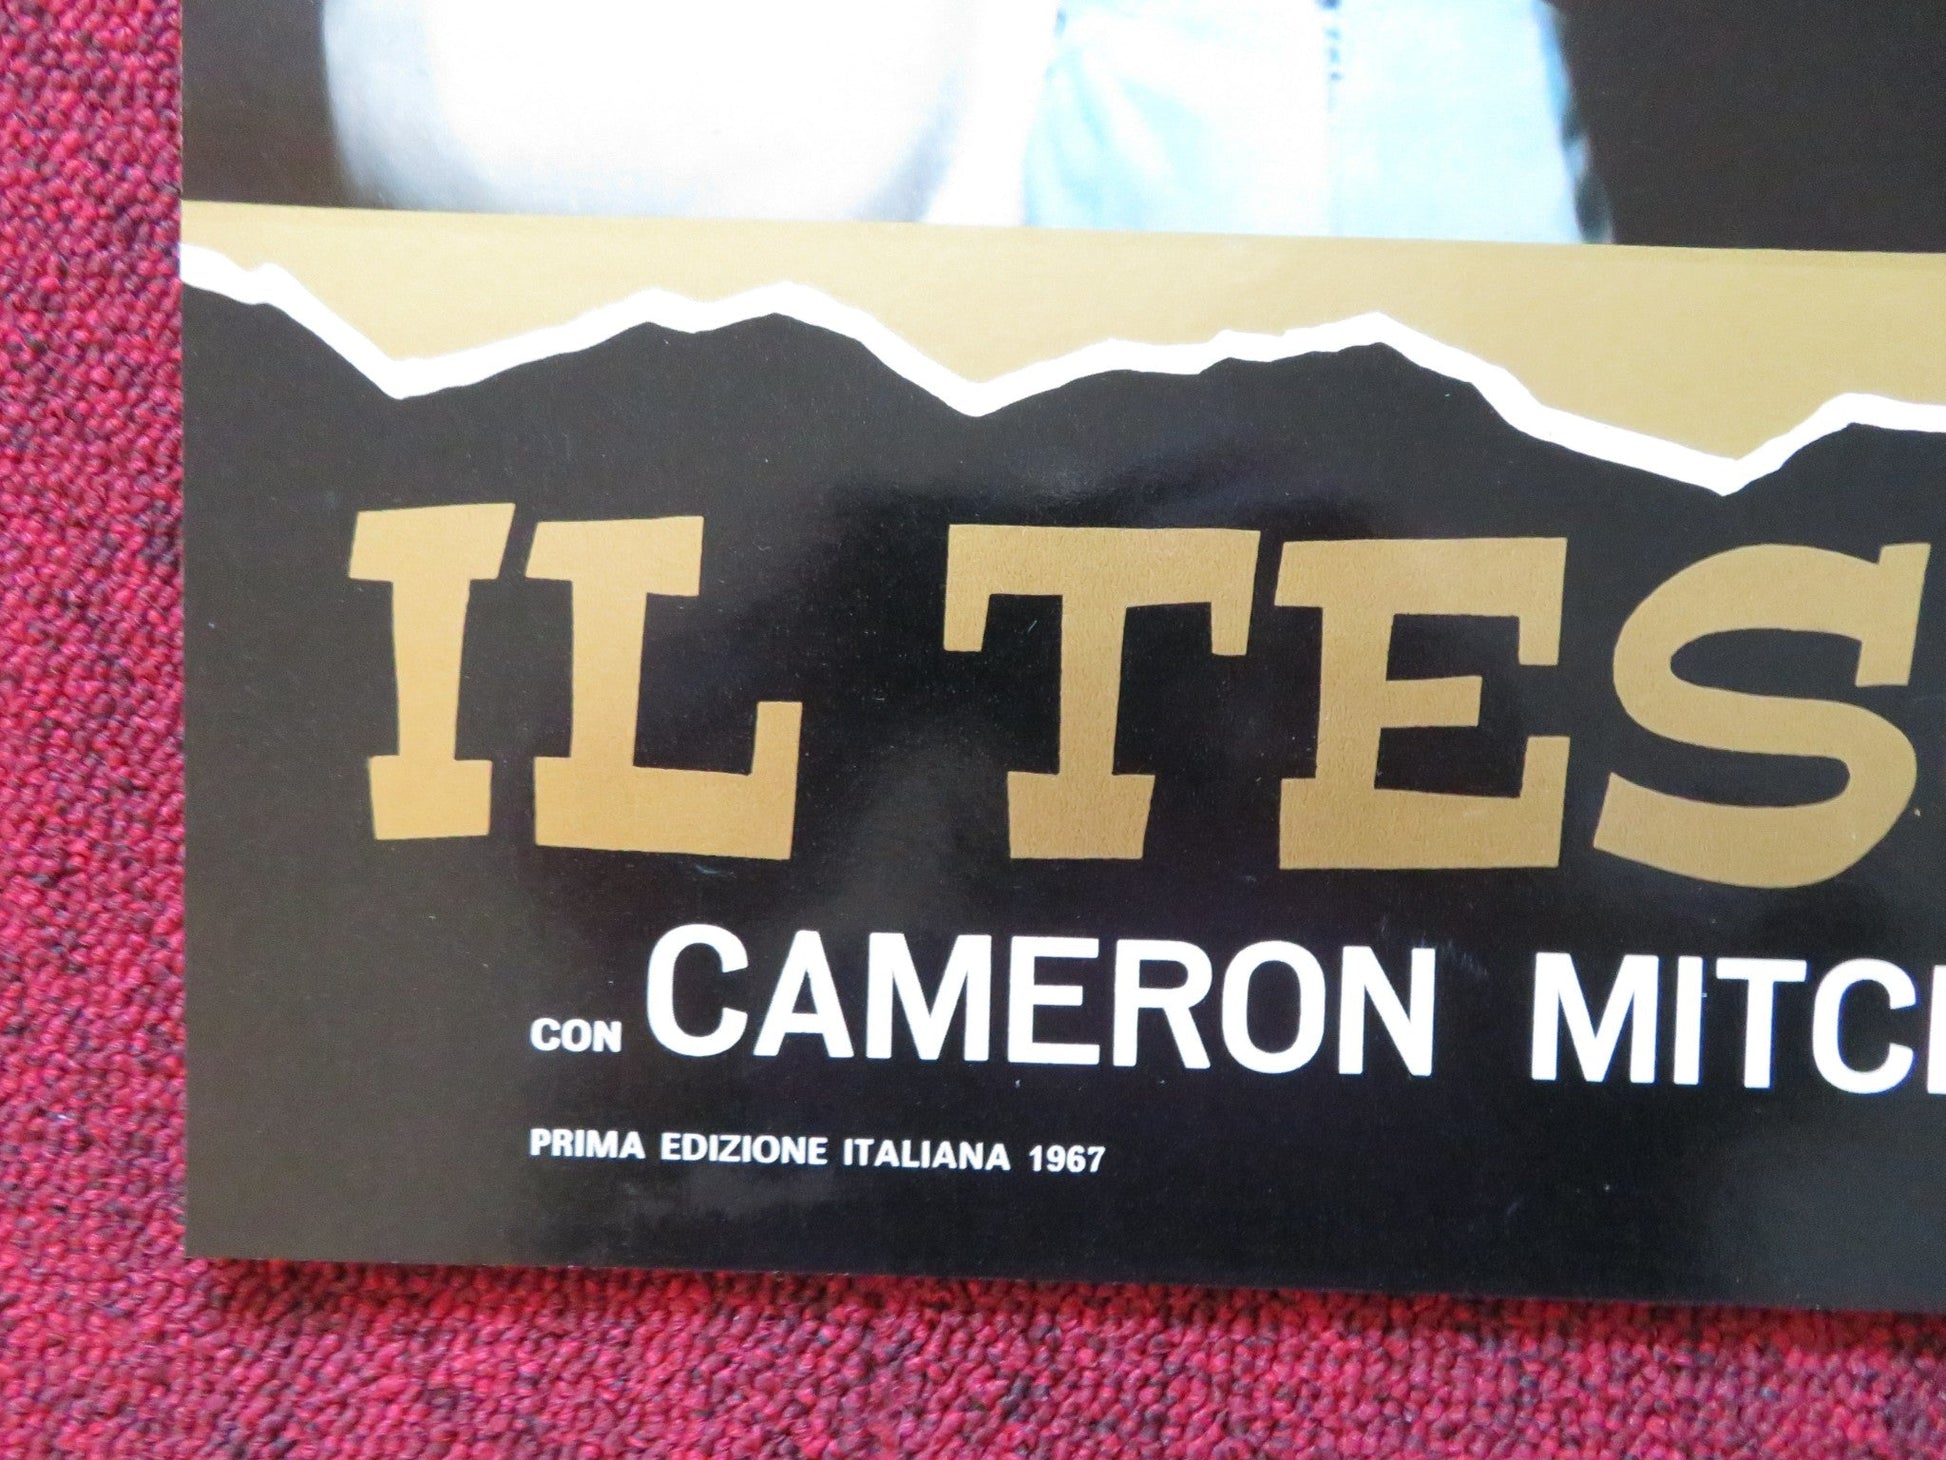 IL TES
CON CAMERON MITC
PRIMA EDIZIONE ITALIANA 1967